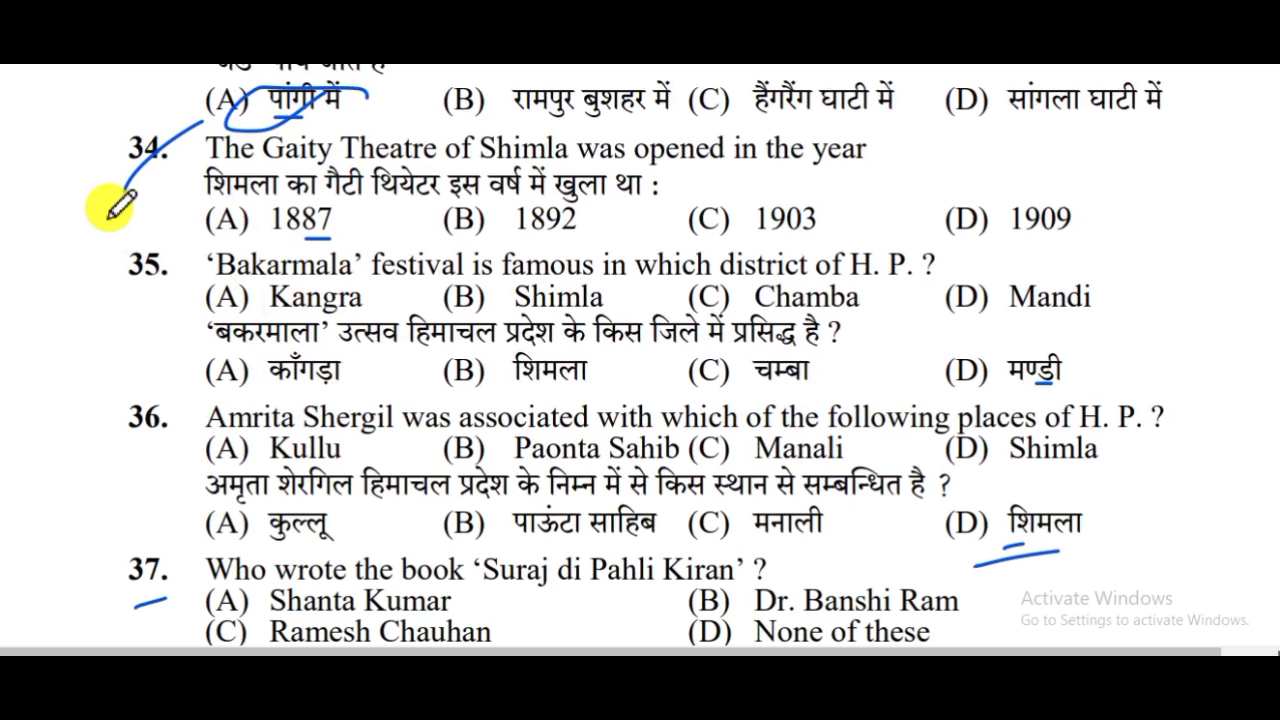 (A) पांगी में (B) रामपुर बुशहर में (C) हैंगरैंग घाटी में (D) सांगला घाटी में
34. The Gaity Theatre of Shimla was opened in the year
शिमला का गैटी थियेटर इस वर्ष में खुला था :
(A) 1887 (B) 1892 (C) 1903 (D) 1909
35. ‘Bakarmala’ festival is famous in which district of H. P. ?
(A) Kangra (B) Shimla (C) Chamba (D) Mandi
‘बकरमाला’ उत्सव हिमाचल प्रदेश के किस जिले में प्रसिद्ध है ?
(A) काँगड़ा (B) शिमला (C) चम्बा (D) मण्डी
36. Amrita Shergil was associated with which of the following places of H. P. ?
(A) Kullu (B) Paonta Sahib (C) Manali (D) Shimla
अमृता शेरगिल हिमाचल प्रदेश के निम्न में से किस स्थान से सम्बन्धित है ?
(A) कुल्लू (B) पाऊंटा साहिब (C) मनाली (D) शिमला
37. Who wrote the book ‘Suraj di Pahli Kiran’ ?
(A) Shanta Kumar (B) Dr. Banshi Ram
(C) Ramesh Chauhan (D) None of these
Activate Windows
Go to Settings to activate Windows.